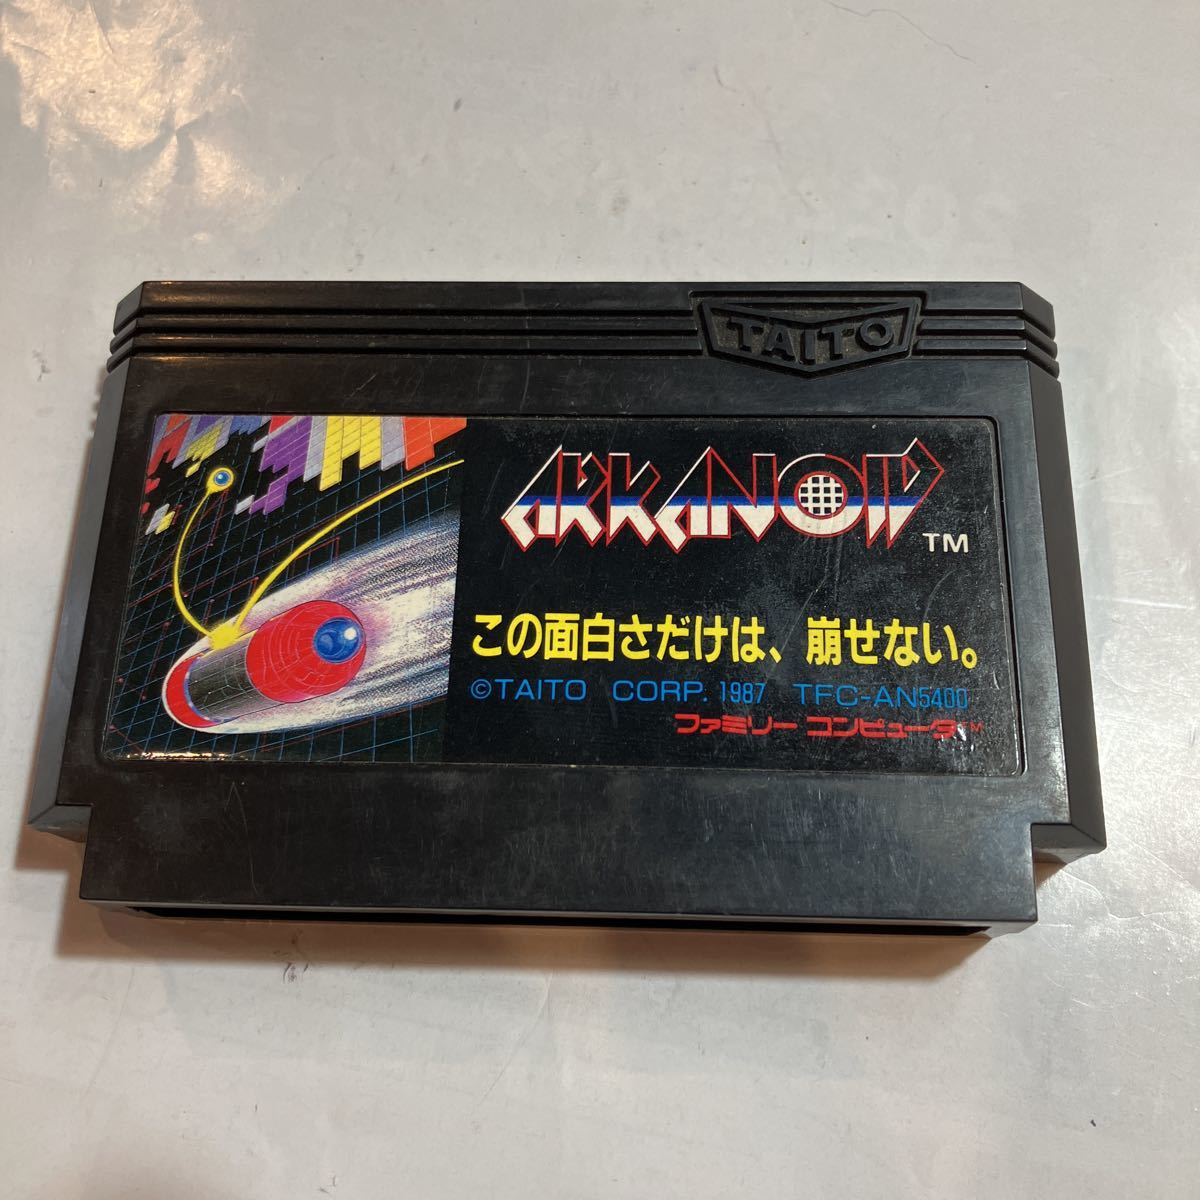 TAITO
ARKANOID
TM
この面白さだけは、崩せない。
©TAITO CORP. 1987 TFC-AN5400
ファミリー コンピュータ™